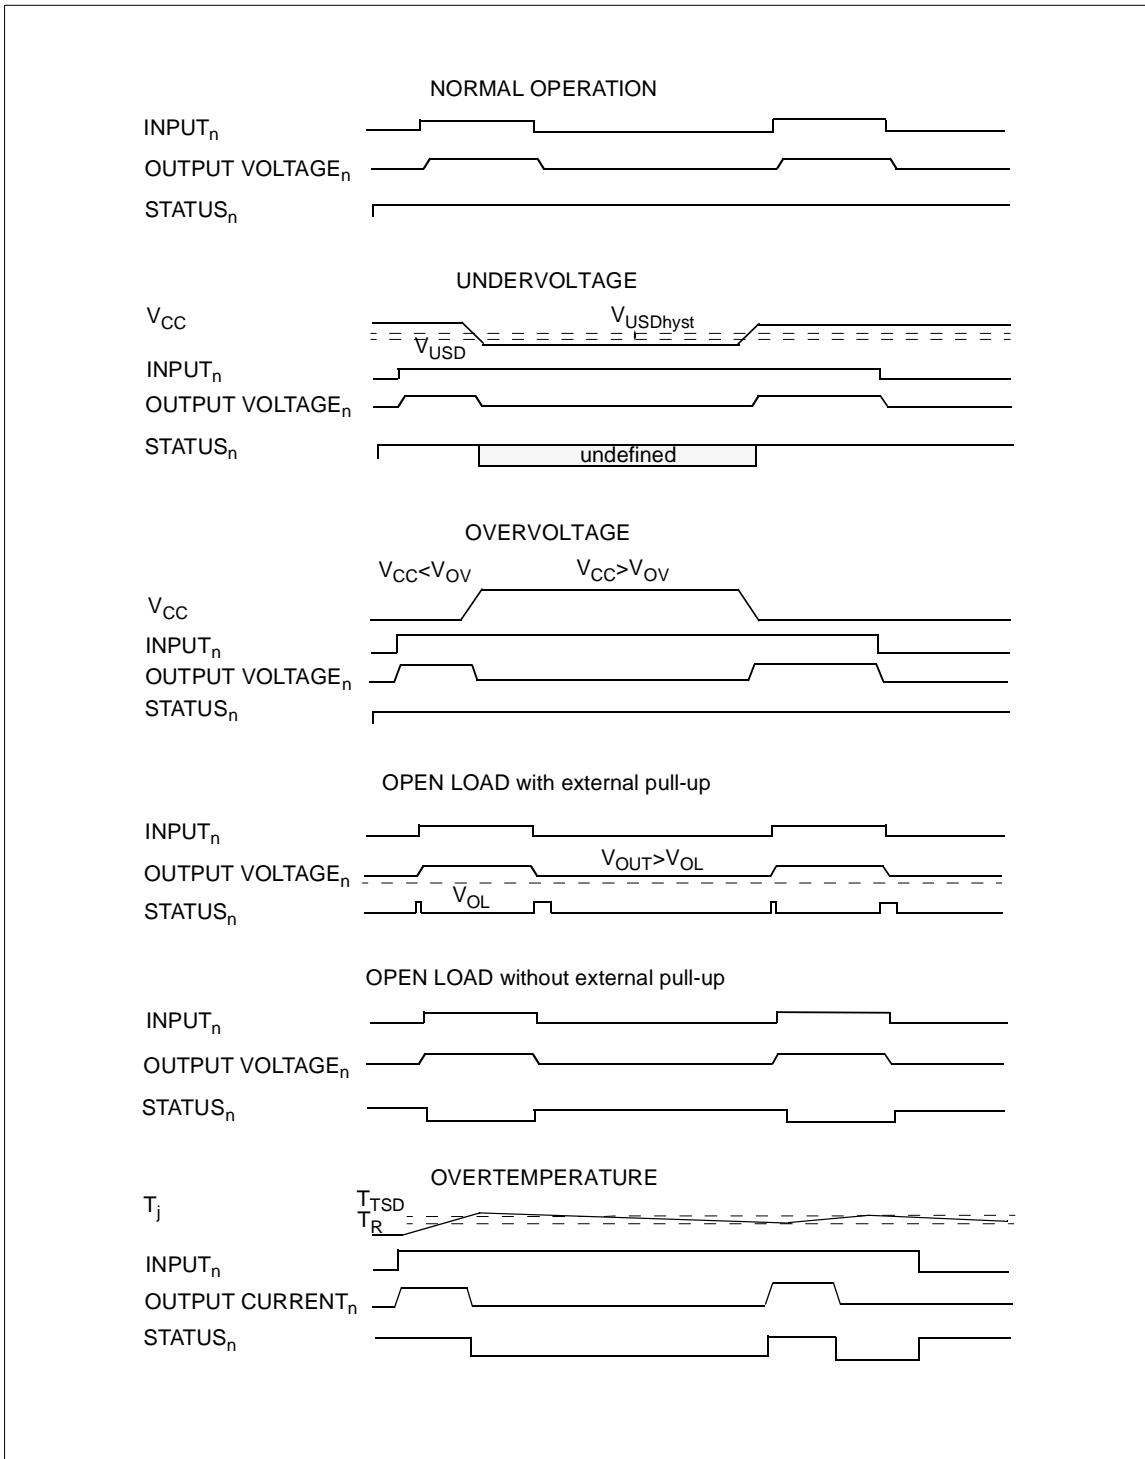 NORMAL OPERATION
INPUTn
OUTPUT VOLTAGEn
STATUSn
UNDERVOLTAGE
VCC
VUSDhyst
VUSD
INPUTn
OUTPUT VOLTAGEn
STATUSn
undefined
OVERVOLTAGE
VCC<VOV
VCC>VOV
VCC
INPUTn
OUTPUT VOLTAGEn
STATUSn
OPEN LOAD with external pull-up
INPUTn
OUTPUT VOLTAGEn
VOUT>VOL
VOL
STATUSn
OPEN LOAD without external pull-up
INPUTn
OUTPUT VOLTAGEn
STATUSn
OVERTEMPERATURE
Tj
TTSD
TR
INPUTn
OUTPUT CURRENTn
STATUSn